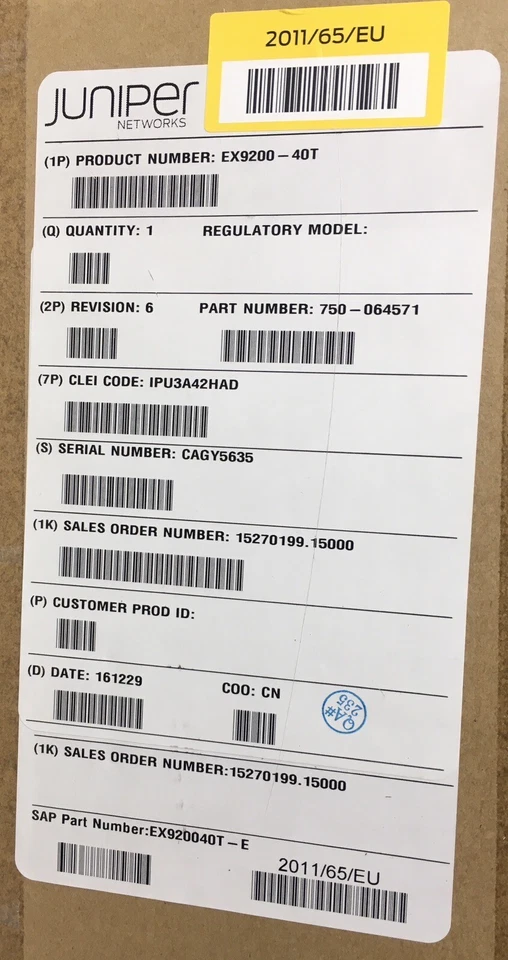 2011/65/EU
JUNIPER
NETWORKS
(1P) PRODUCT NUMBER: EX9200-40T
(Q) QUANTITY: 1 REGULATORY MODEL:
(2P) REVISION: 6 PART NUMBER: 750-064571
(7P) CLEI CODE: IPU3A42HAD
(S) SERIAL NUMBER: CAGY5635
(1K) SALES ORDER NUMBER: 15270199.15000
(P) CUSTOMER PROD ID:
(D) DATE: 161229 COO: CN
QA#
235
(1K) SALES ORDER NUMBER:15270199.15000
SAP Part Number:EX920040T-E
2011/65/EU